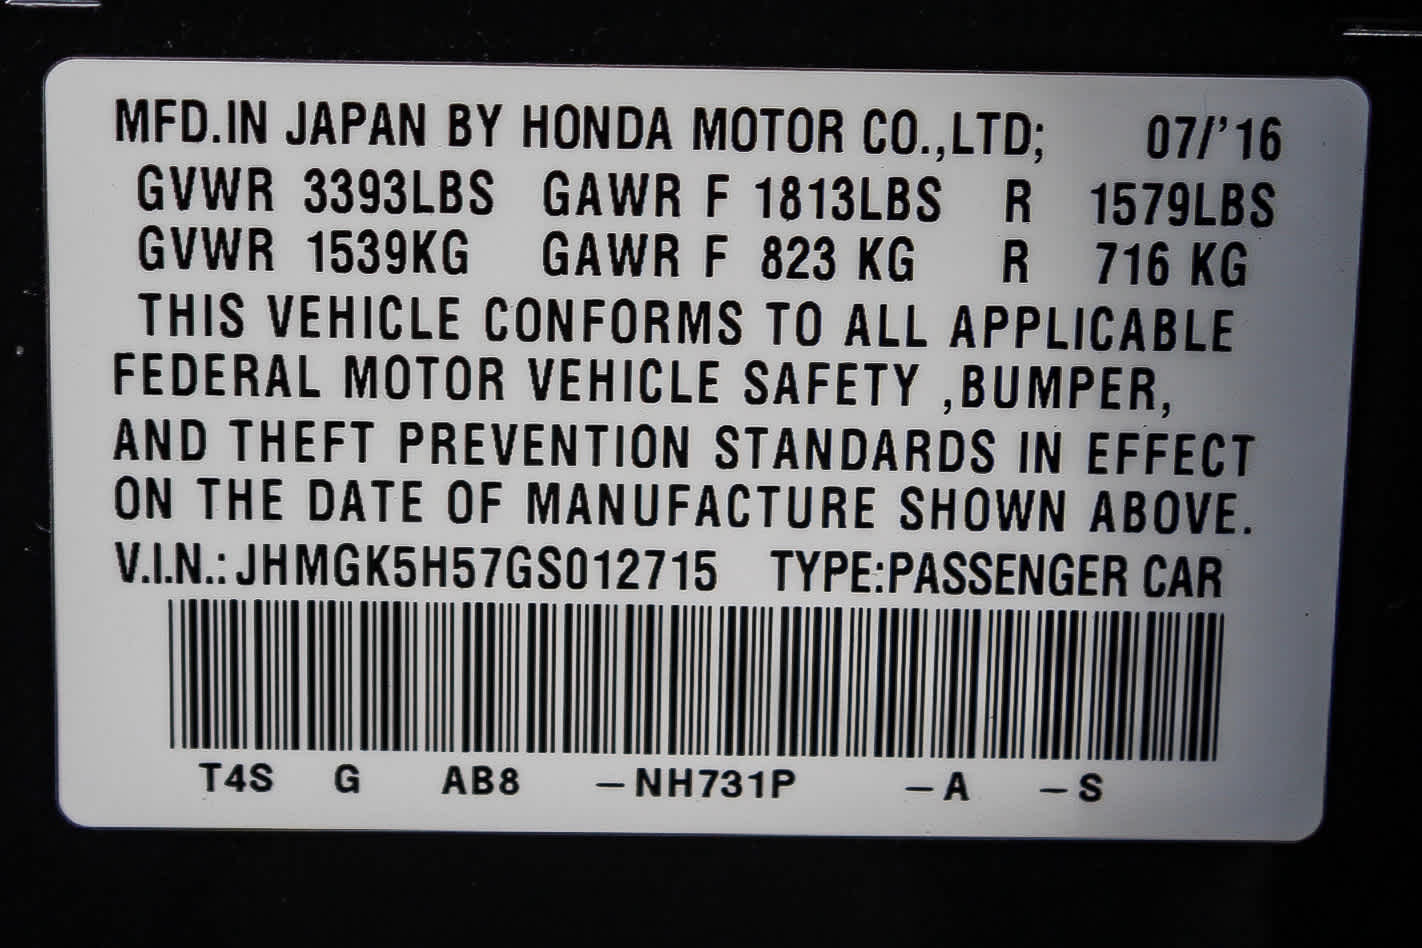 MFD.IN JAPAN BY HONDA MOTOR CO.,LTD; 07/'16
GVWR 3393LBS GAWR F 1813LBS R 1579LBS
GVWR 1539KG GAWR F 823 KG R 716 KG
THIS VEHICLE CONFORMS TO ALL APPLICABLE
FEDERAL MOTOR VEHICLE SAFETY ,BUMPER,
AND THEFT PREVENTION STANDARDS IN EFFECT
ON THE DATE OF MANUFACTURE SHOWN ABOVE.
V.I.N.: JHMGK5H57GS012715 TYPE:PASSENGER CAR
T4S G AB8 –NH731P –A –S